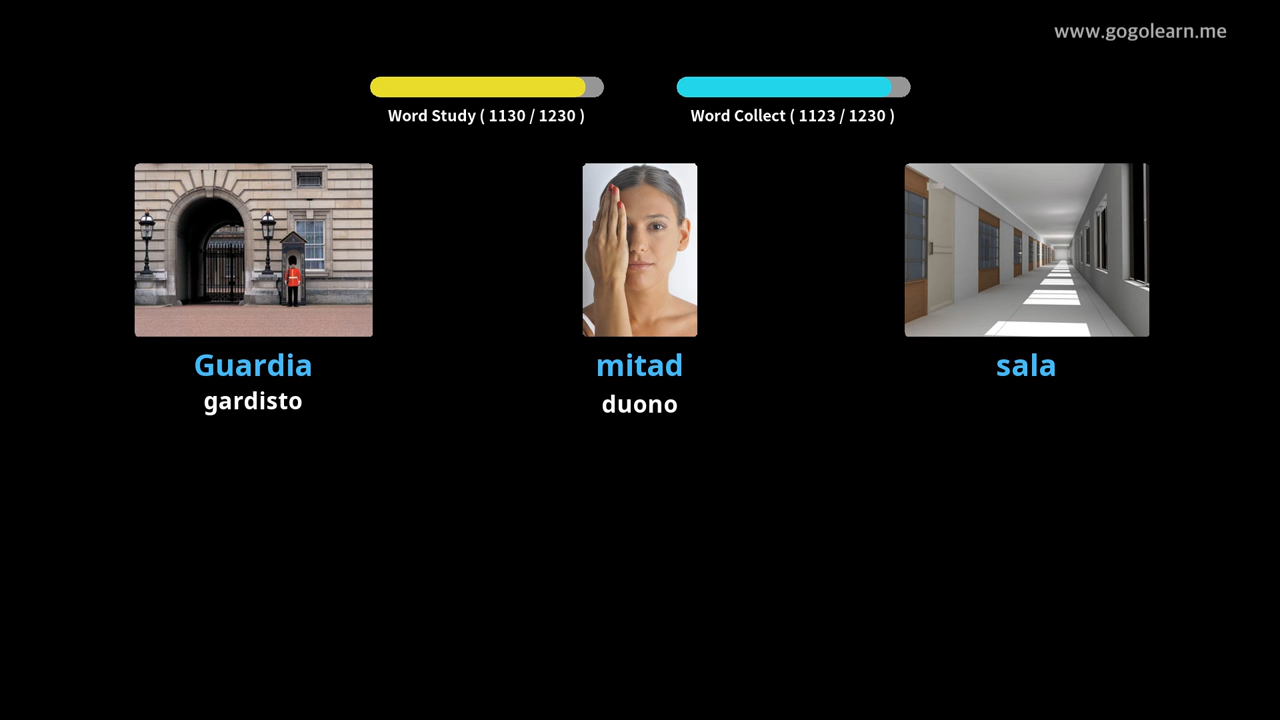 www.gogolearn.me
Word Study ( 1130 / 1230 )
Word Collect ( 1123 / 1230 )
Guardia
gardisto
mitad
duono
sala